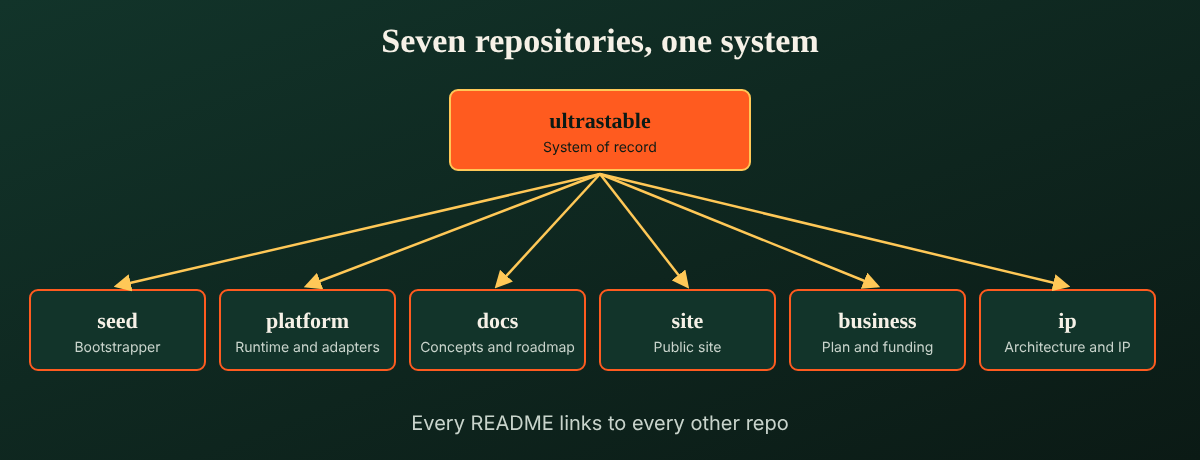 Seven repositories, one system
ultrastable
System of record
seed
Bootstrapper
platform
Runtime and adapters
docs
Concepts and roadmap
site
Public site
business
Plan and funding
ip
Architecture and IP
Every README links to every other repo